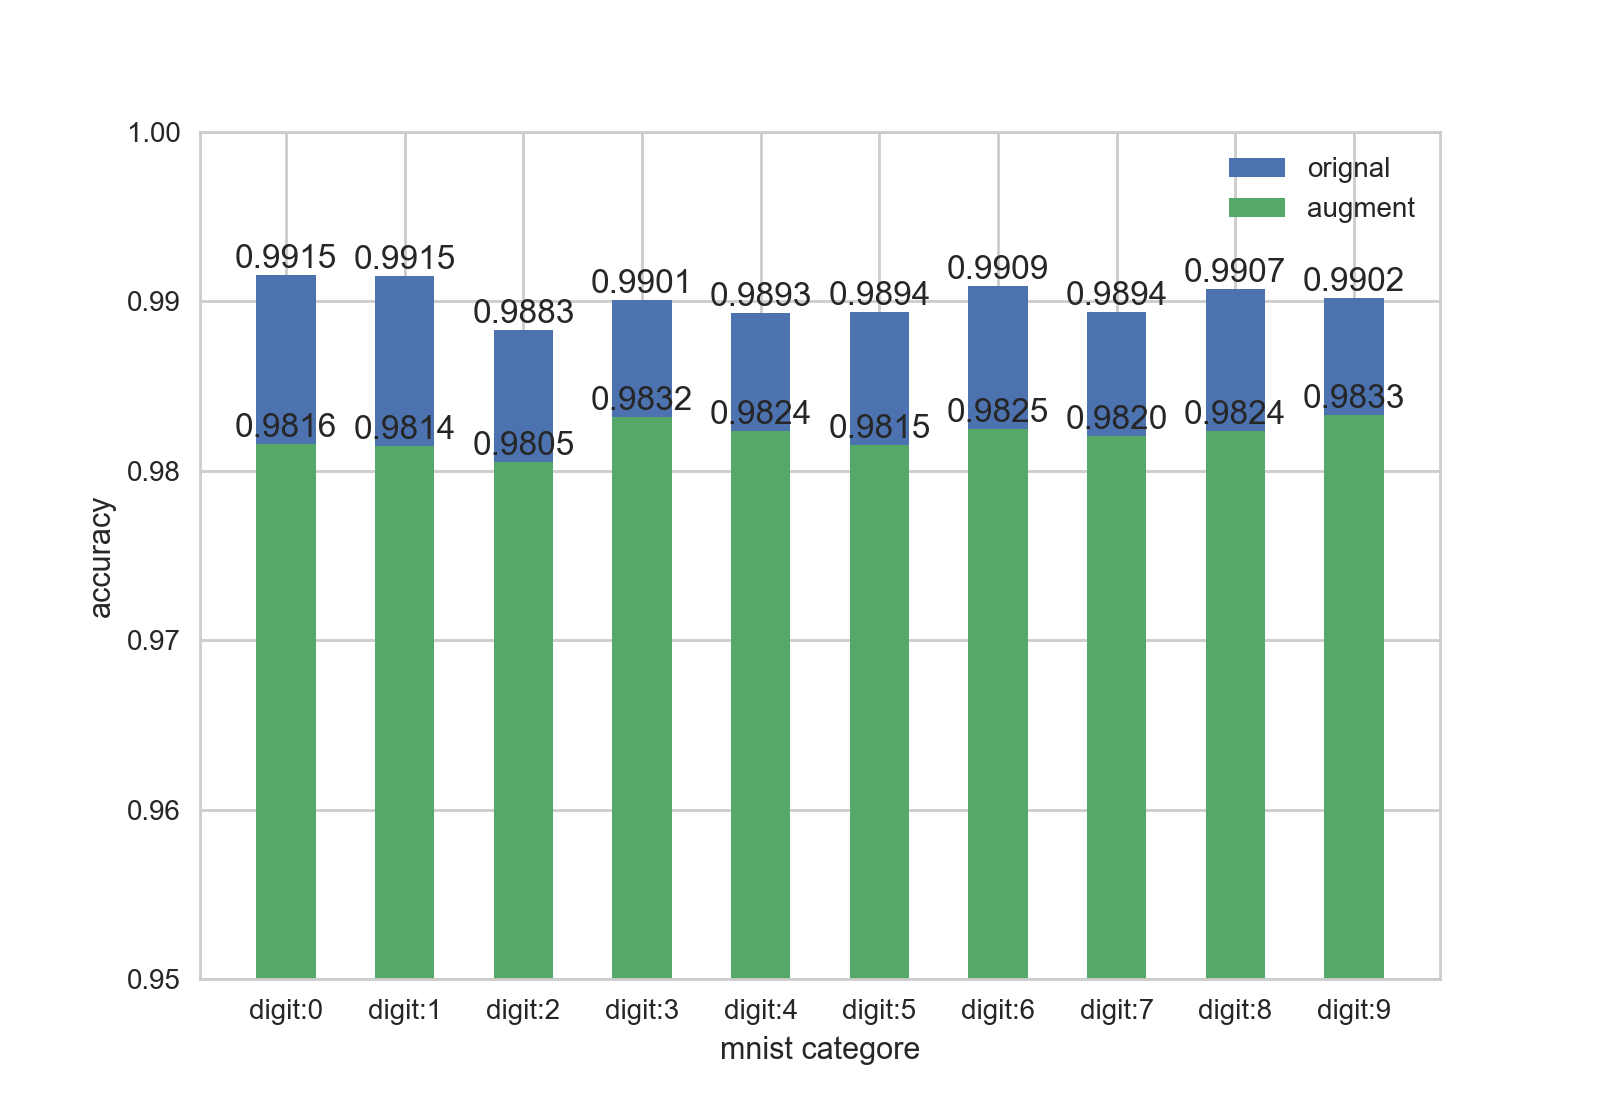 1.00
0.99
0.98
0.97
0.96
0.95
accuracy
orignal
augment
0.9915
0.9915
0.9883
0.9901
0.9893
0.9894
0.9909
0.9894
0.9907
0.9902
0.9816
0.9814
0.9805
0.9832
0.9824
0.9815
0.9825
0.9820
0.9824
0.9833
digit:0
digit:1
digit:2
digit:3
digit:4
digit:5
digit:6
digit:7
digit:8
digit:9
mnist categore